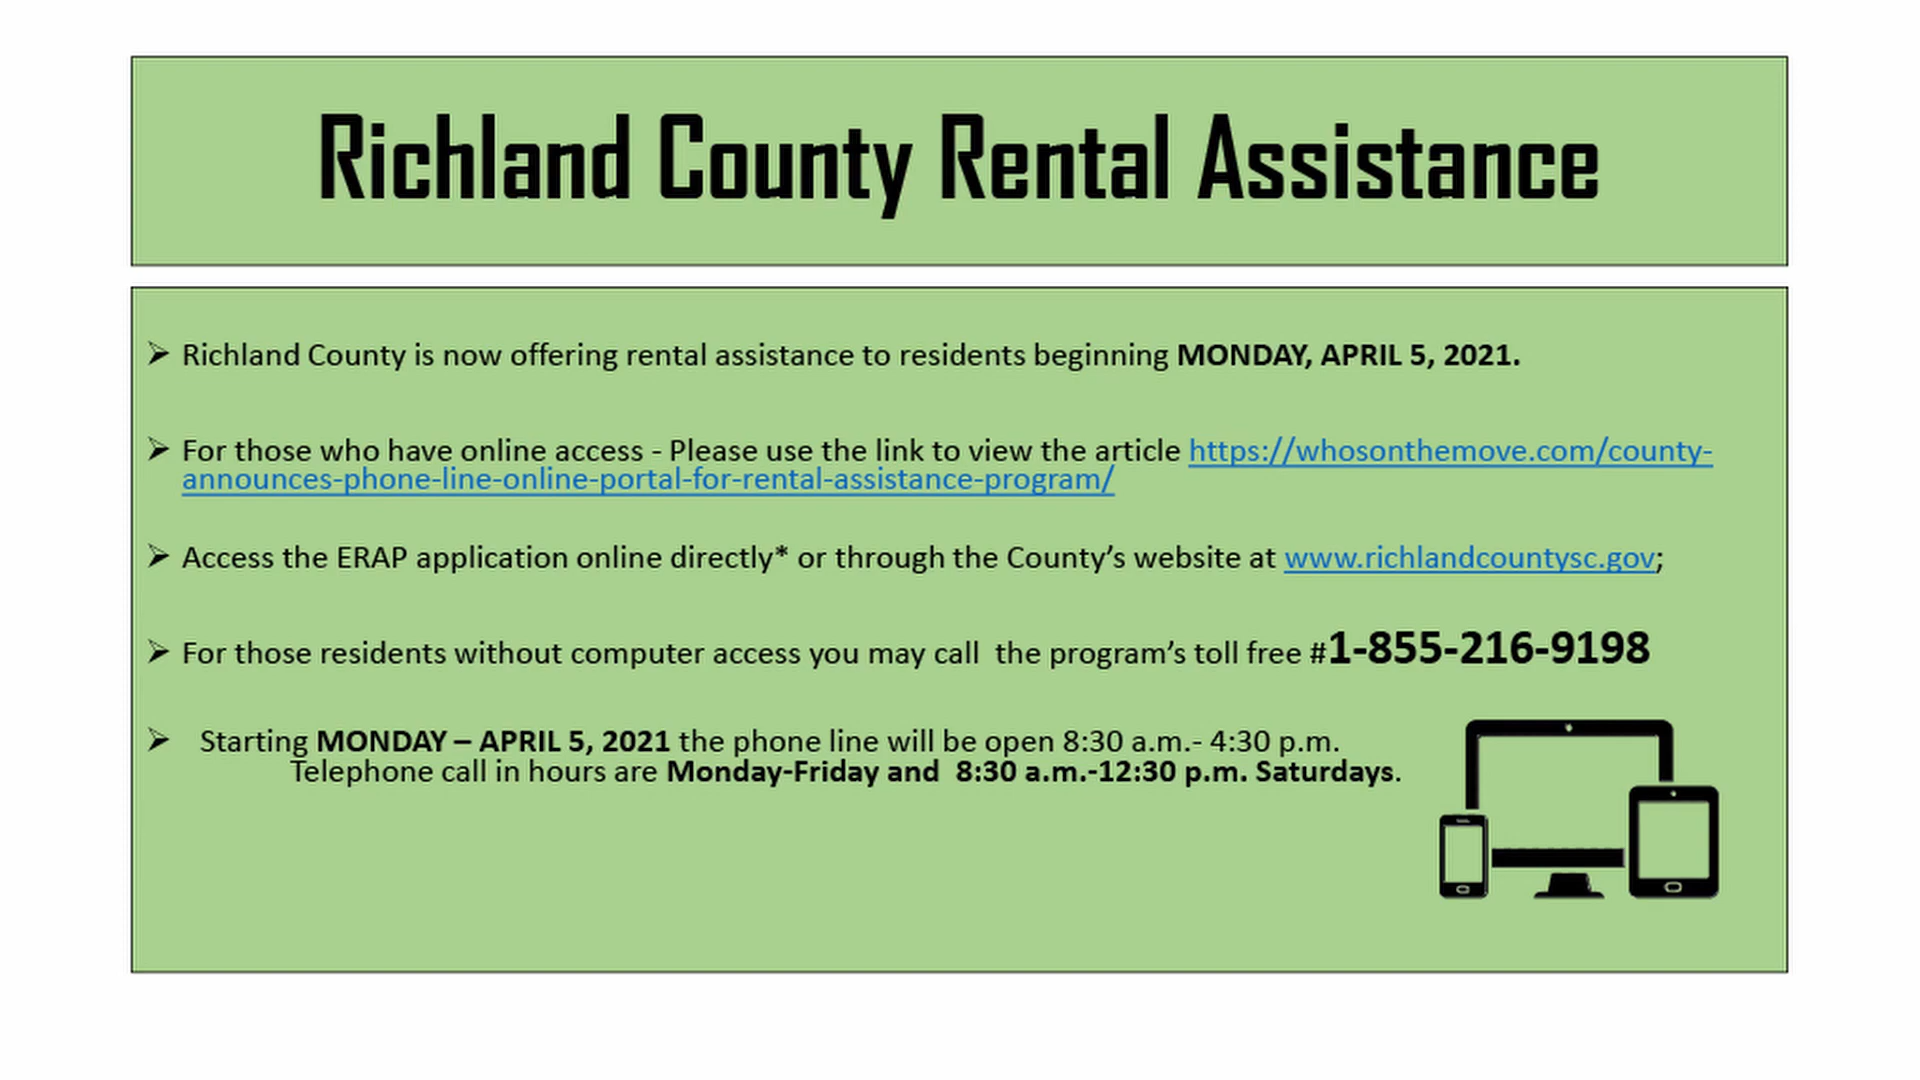 Richland County Rental Assistance
➢ Richland County is now offering rental assistance to residents beginning MONDAY, APRIL 5, 2021.
➢ For those who have online access - Please use the link to view the article https://whosonthemove.com/county-
announces-phone-line-online-portal-for-rental-assistance-program/
➢ Access the ERAP application online directly* or through the County’s website at www.richlandcountysc.gov;
➢ For those residents without computer access you may call  the program’s toll free #1-855-216-9198
➢ Starting MONDAY – APRIL 5, 2021 the phone line will be open 8:30 a.m.- 4:30 p.m.
Telephone call in hours are Monday-Friday and  8:30 a.m.-12:30 p.m. Saturdays.